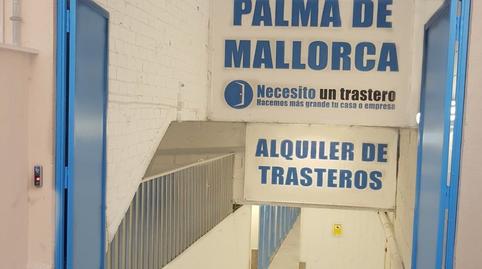 PALMA DE
MALLORCA
Necesito un trastero
Hacemos más grande tu casa o empresa
ALQUILER DE
TRASTEROS